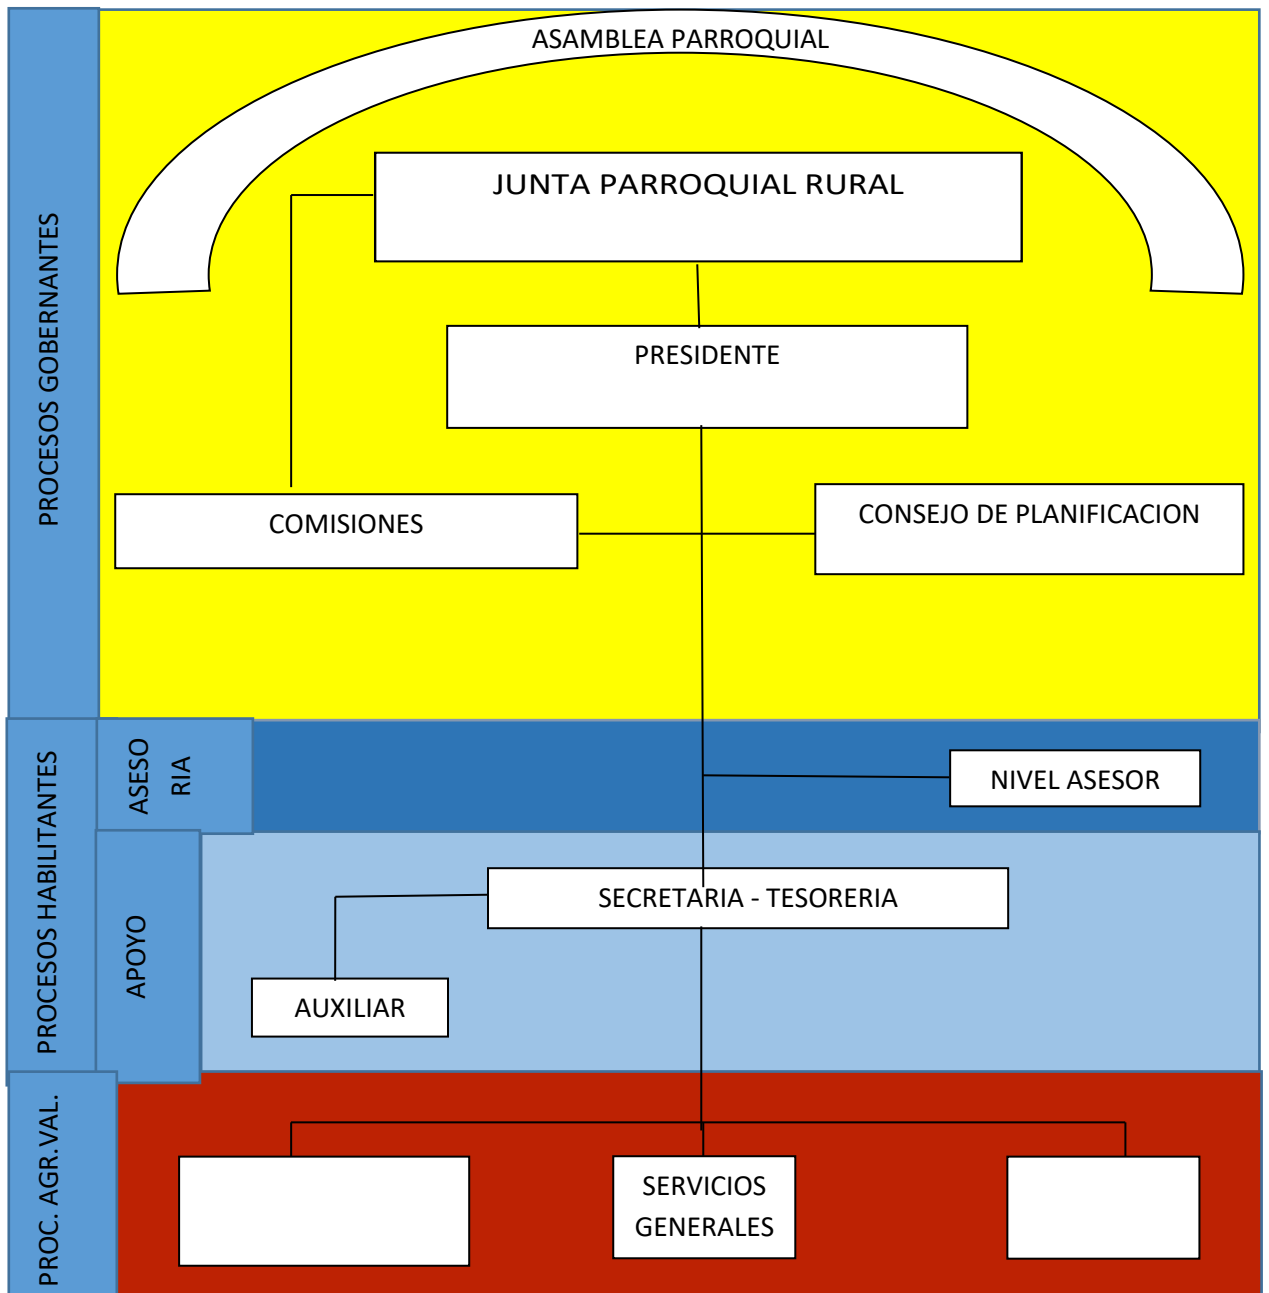 ASAMBLEA PARROQUIAL
JUNTA PARROQUIAL RURAL
PRESIDENTE
COMISIONES
CONSEJO DE PLANIFICACION
PROCESOS GOBERNANTES
PROCESOS HABILITANTES
ASESO
RIA
NIVEL ASESOR
APOYO
SECRETARIA - TESORERIA
AUXILIAR
PROC. AGR.VAL.
SERVICIOS
GENERALES